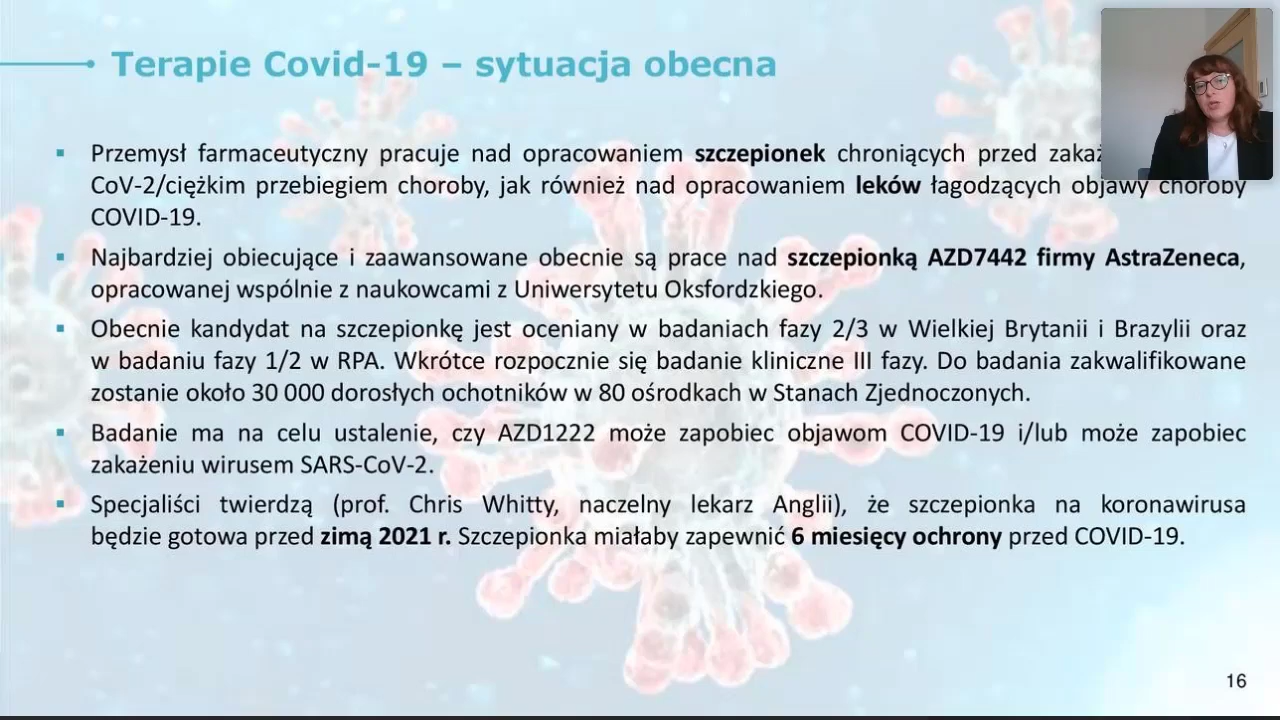 Terapie Covid-19 – sytuacja obecna
▪ Przemysł farmaceutyczny pracuje nad opracowaniem szczepionek chroniących przed
CoV-2/ciężkim przebiegiem choroby, jak również nad opracowaniem leków łagodzących objawy choroby
COVID-19.
▪ Najbardziej obiecujące i zaawansowane obecnie są prace nad szczepionką AZD7442 firmy AstraZeneca,
opracowanej wspólnie z naukowcami z Uniwersytetu Oksfordzkiego.
▪ Obecnie kandydat na szczepionkę jest oceniany w badaniach fazy 2/3 w Wielkiej Brytanii i Brazylii oraz
w badaniu fazy 1/2 w RPA. Wkrótce rozpocznie się badanie kliniczne III fazy. Do badania zakwalifikowane
zostanie około 30 000 dorosłych ochotników w 80 ośrodkach w Stanach Zjednoczonych.
▪ Badanie ma na celu ustalenie, czy AZD1222 może zapobiec objawom COVID-19 i/lub może zapobiec
zakażeniu wirusem SARS-CoV-2.
▪ Specjaliści twierdzą (prof. Chris Whitty, naczelny lekarz Anglii), że szczepionka na koronawirusa
będzie gotowa przed zimą 2021 r. Szczepionka miałaby zapewnić 6 miesięcy ochrony przed COVID-19.
16